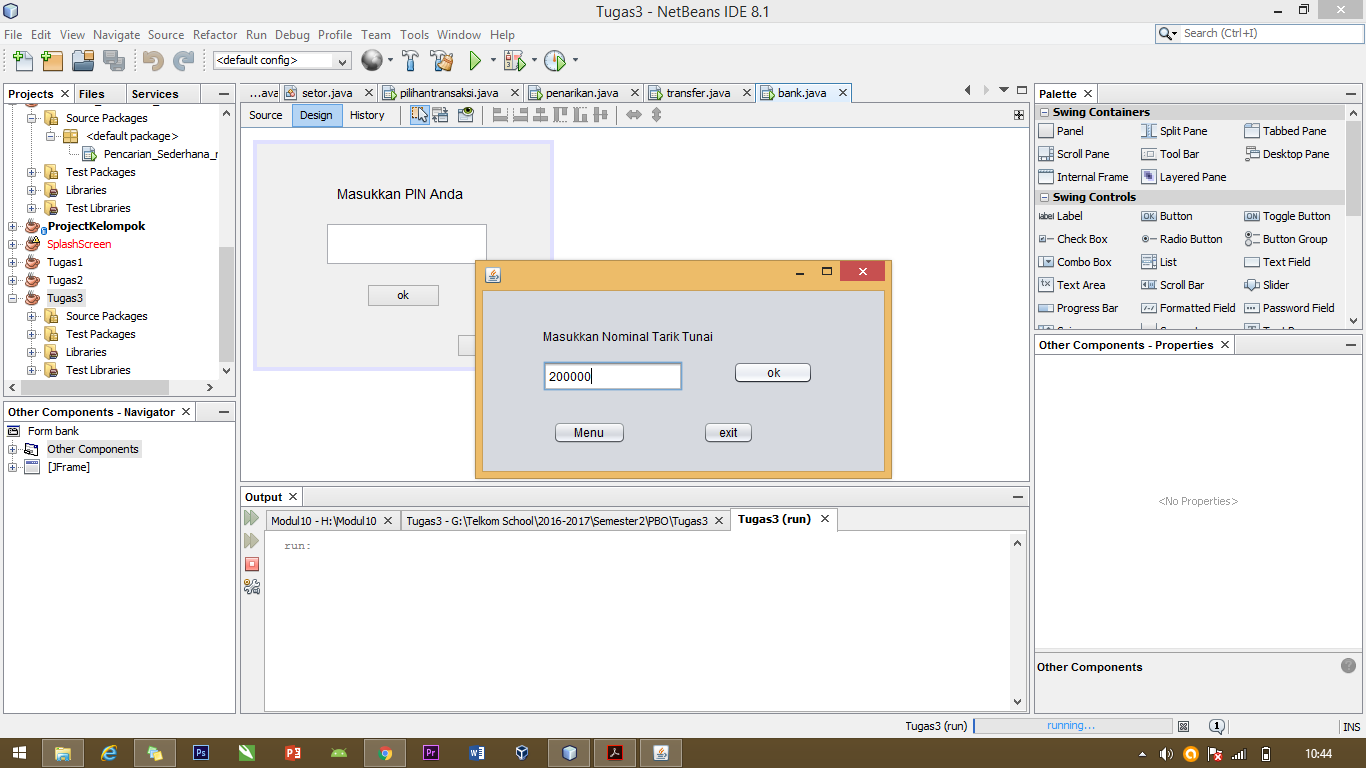 Tugas3 - NetBeans IDE 8.1
File Edit View Navigate Source Refactor Run Debug Profile Team Tools Window Help
Search (Ctrl+I)
<default config>
Projects Files Services
Source Packages
<default package>
Pencarian_Sederhana_
Test Packages
Libraries
Test Libraries
ProjectKelompok
SplashScreen
Tugas1
Tugas2
Tugas3
Source Packages
Test Packages
Libraries
Test Libraries
Other Components - Navigator
Form bank
Other Components
[JFrame]
...ava setor.java pilihantransaksi.java penarikan.java transfer.java bank.java
Source Design History
Masukkan PIN Anda
ok
Masukkan Nominal Tarik Tunai
200000
ok
Menu exit
Output
Modul10 - H:\Modul10 Tugas3 - G:\Telkom School\2016-2017\Semester2\PBO\Tugas3 Tugas3 (run)
run:
Palette
Swing Containers
Panel Split Pane Tabbed Pane
Scroll Pane Tool Bar Desktop Pane
Internal Frame Layered Pane
Swing Controls
label Label OK Button ON Toggle Button
Check Box Radio Button Button Group
Combo Box List Text Field
Text Area Scroll Bar Slider
Progress Bar Formatted Field Password Field
Other Components - Properties
<No Properties>
Other Components
Tugas3 (run) running... 1 INS
Ps P3 Pr W
10:44